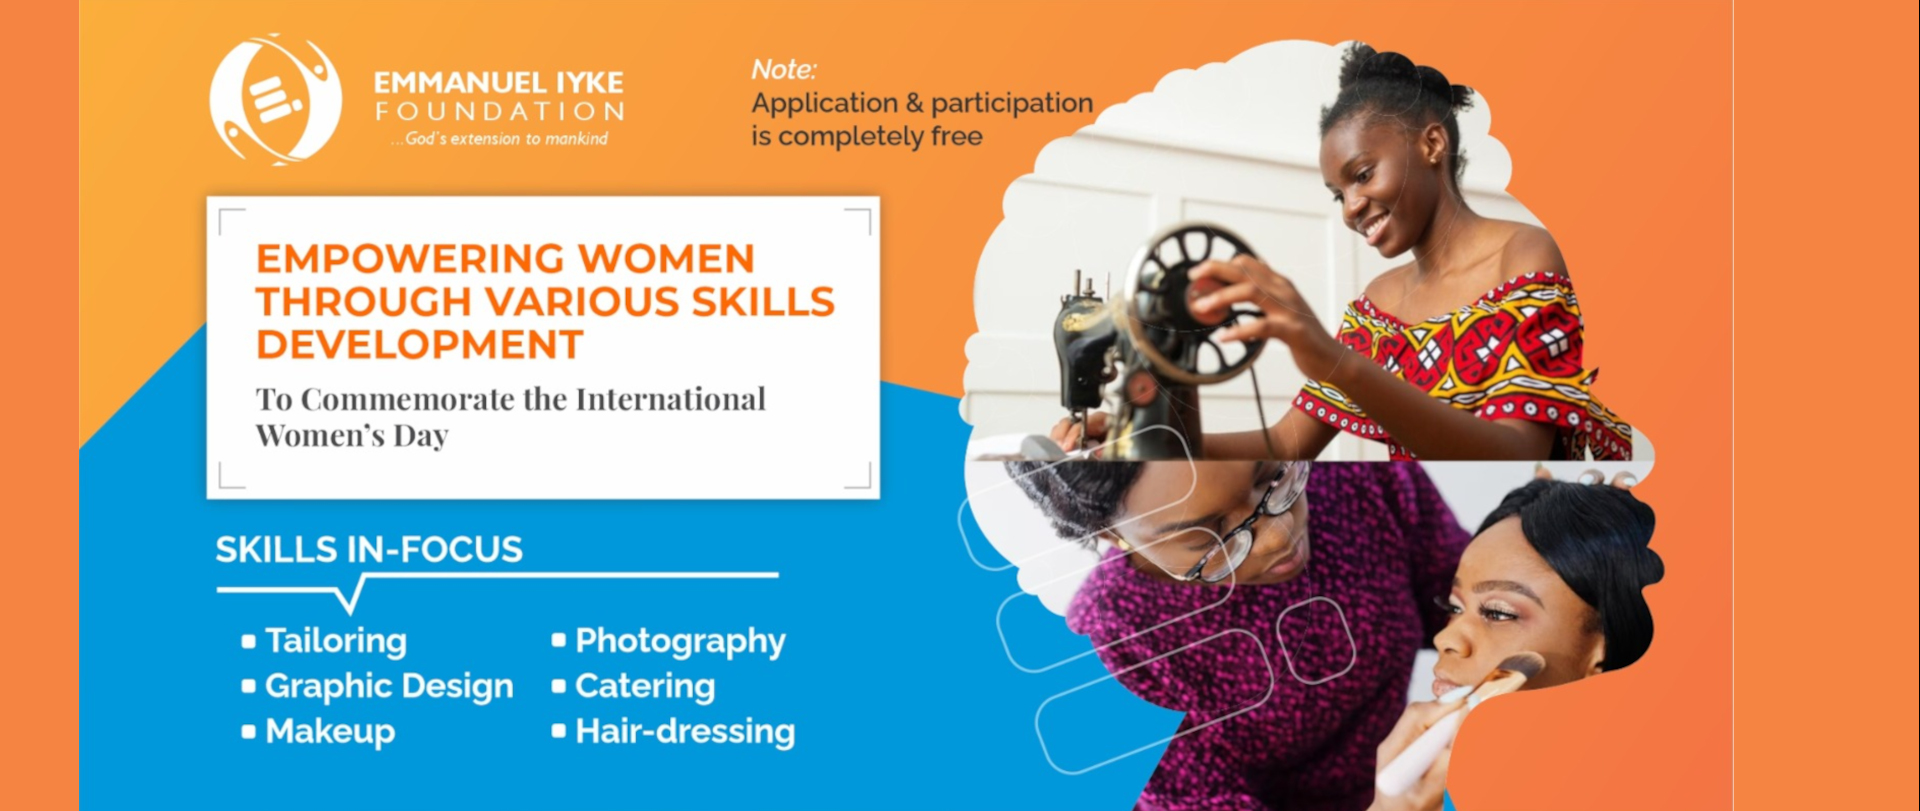 EMMANUEL IYKE
FOUNDATION
...God's extension to mankind
Note:
Application & participation
is completely free
EMPOWERING WOMEN
THROUGH VARIOUS SKILLS
DEVELOPMENT
To Commemorate the International
Women's Day
SKILLS IN-FOCUS
Tailoring
Graphic Design
Makeup
Photography
Catering
Hair-dressing